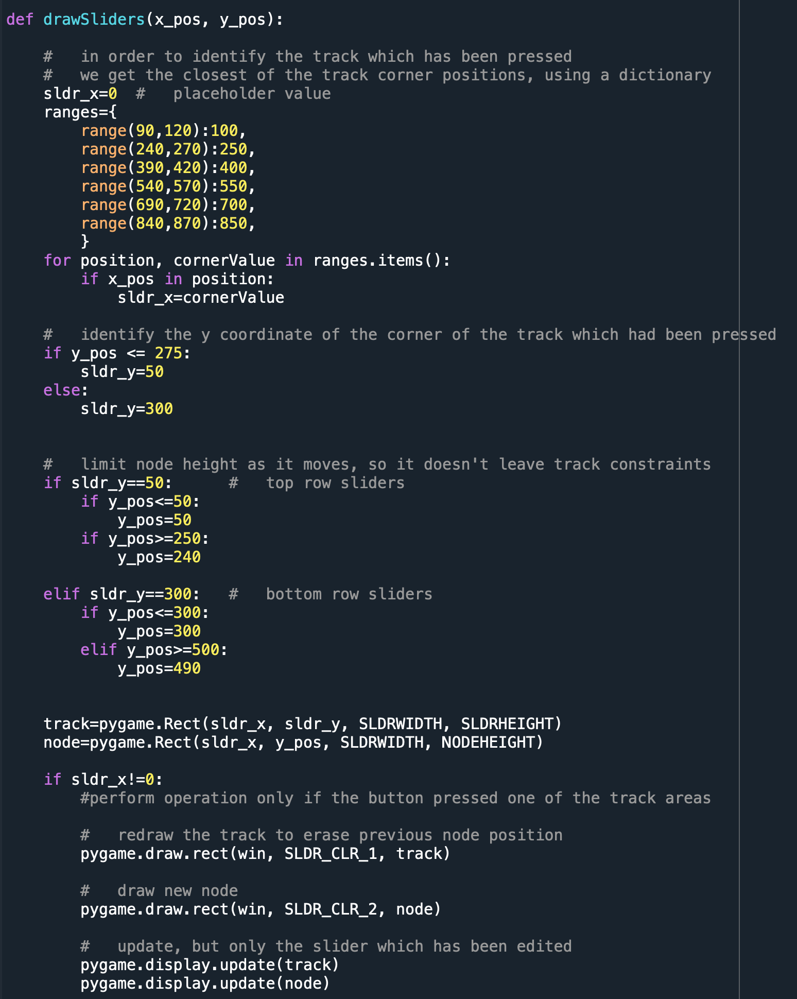 def drawSliders(x_pos, y_pos):
    #   in order to identify the track which has been pressed
    #   we get the closest of the track corner positions, using a dictionary
    sldr_x=0  #   placeholder value
    ranges={
        range(90,120):100,
        range(240,270):250,
        range(390,420):400,
        range(540,570):550,
        range(690,720):700,
        range(840,870):850,
        }
    for position, cornerValue in ranges.items():
        if x_pos in position:
            sldr_x=cornerValue
    #   identify the y coordinate of the corner of the track which had been pressed
    if y_pos <= 275:
        sldr_y=50
    else:
        sldr_y=300
    #   limit node height as it moves, so it doesn't leave track constraints
    if sldr_y==50:      #   top row sliders
        if y_pos<=50:
            y_pos=50
        if y_pos>=250:
            y_pos=240
    elif sldr_y==300:   #   bottom row sliders
        if y_pos<=300:
            y_pos=300
        elif y_pos>=500:
            y_pos=490
    track=pygame.Rect(sldr_x, sldr_y, SLDRWIDTH, SLDRHEIGHT)
    node=pygame.Rect(sldr_x, y_pos, SLDRWIDTH, NODEHEIGHT)
    if sldr_x!=0:
        #perform operation only if the button pressed one of the track areas
        #   redraw the track to erase previous node position
        pygame.draw.rect(win, SLDR_CLR_1, track)
        #   draw new node
        pygame.draw.rect(win, SLDR_CLR_2, node)
        #   update, but only the slider which has been edited
        pygame.display.update(track)
        pygame.display.update(node)